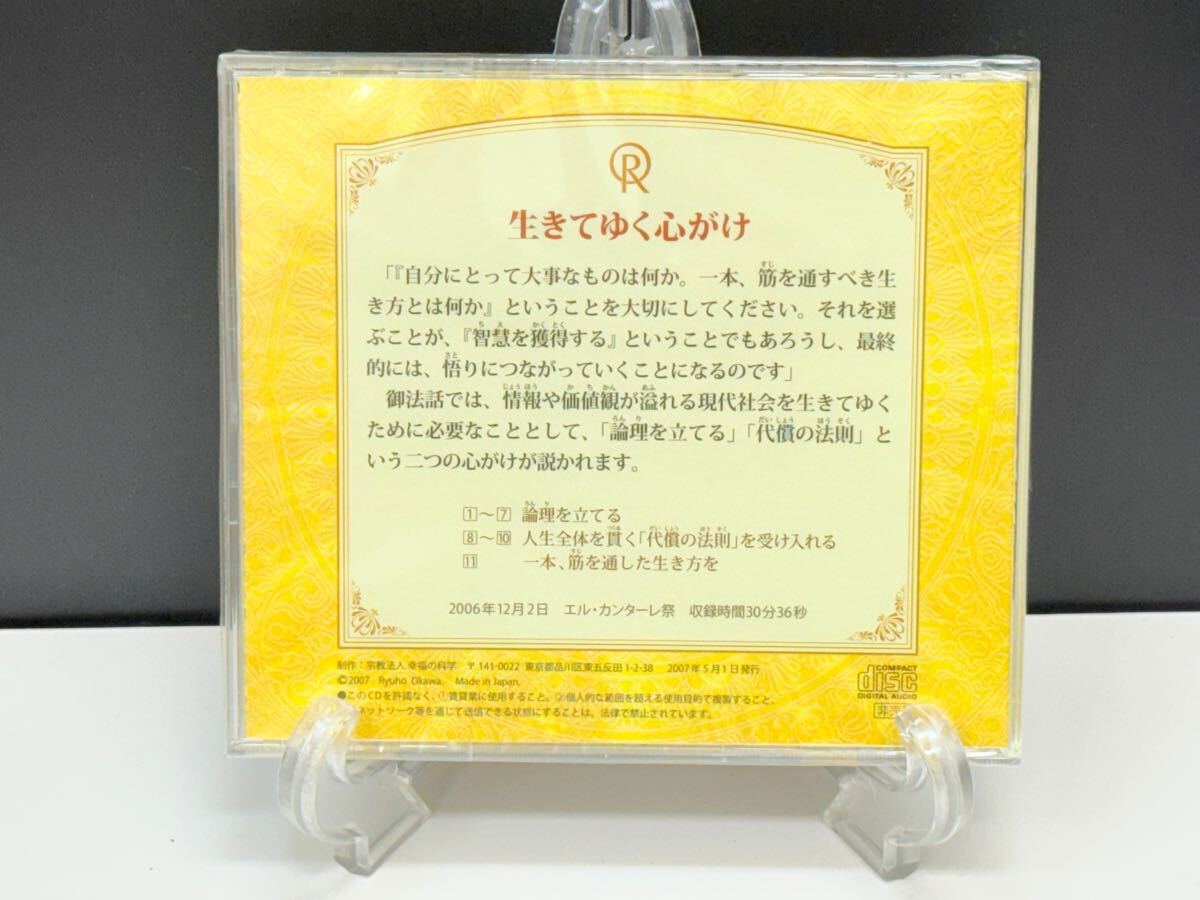 R
生きてゆく心がけ
「『自分にとって大事なものは何か。一本、筋を通すべき生
き方とは何か』ということを大切にしてください。それを選
ぶことが、『智慧を獲得する』ということでもあろうし、最終
的には、悟りにつながっていくことになるのです」
御法話では、情報や価値観が溢れる現代社会を生きてゆく
ために必要なこととして、「論理を立てる」「代償の法則」と
いう二つの心がけが説かれます。
1～7 論理を立てる
8～10 人生全体を貫く「代償の法則」を受け入れる
11 一本、筋を通した生き方を
2006年12月2日 エル・カンターレ祭 収録時間30分36秒
制作：宗教法人 幸福の科学 〒141-0022 東京都品川区東五反田1-2-38 2007年5月1日発行
©2007 Ryuho Okawa. Made in Japan.
●このCDを許諾なく、①賃貸業に使用すること。②個人的な範囲を超える使用目的で複製すること。
ネットワーク等を通じて送信できる状態にすることは、法律で禁止されています。
COMPACT
disc
DIGITAL AUDIO
非売